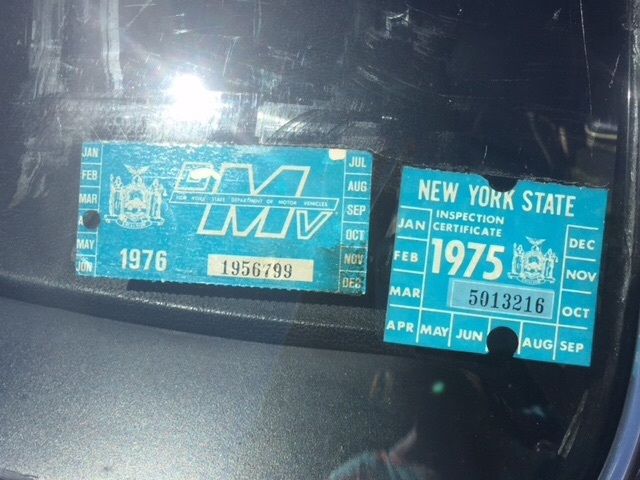 JAN
FEB
MAR
A
MAY
JUN
DMV
NEW YORK STATE DEPARTMENT OF MOTOR VEHICLES
1976
1956799
JUL
AUG
SEP
OCT
NOV
DEC
NEW YORK STATE
INSPECTION
CERTIFICATE
1975
5013216
JAN
FEB
MAR
APR MAY JUN AUG SEP
DEC
NOV
OCT